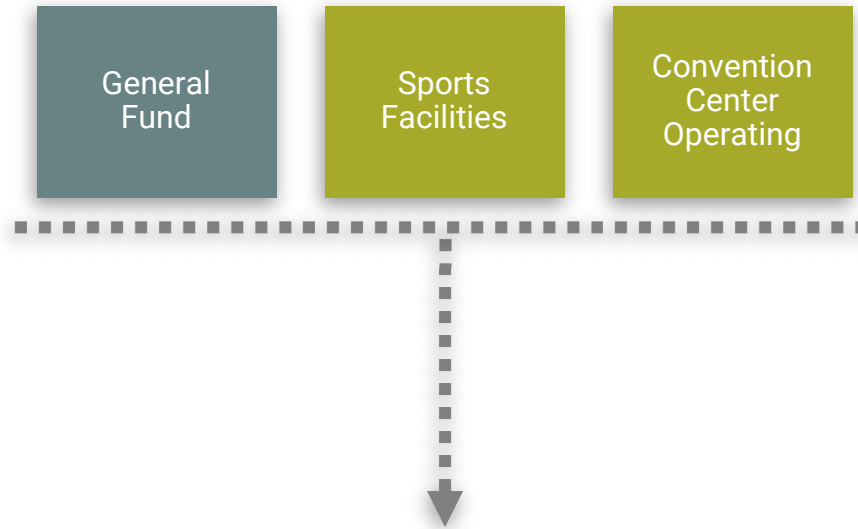 General
Fund
Sports
Facilities
Convention
Center
Operating